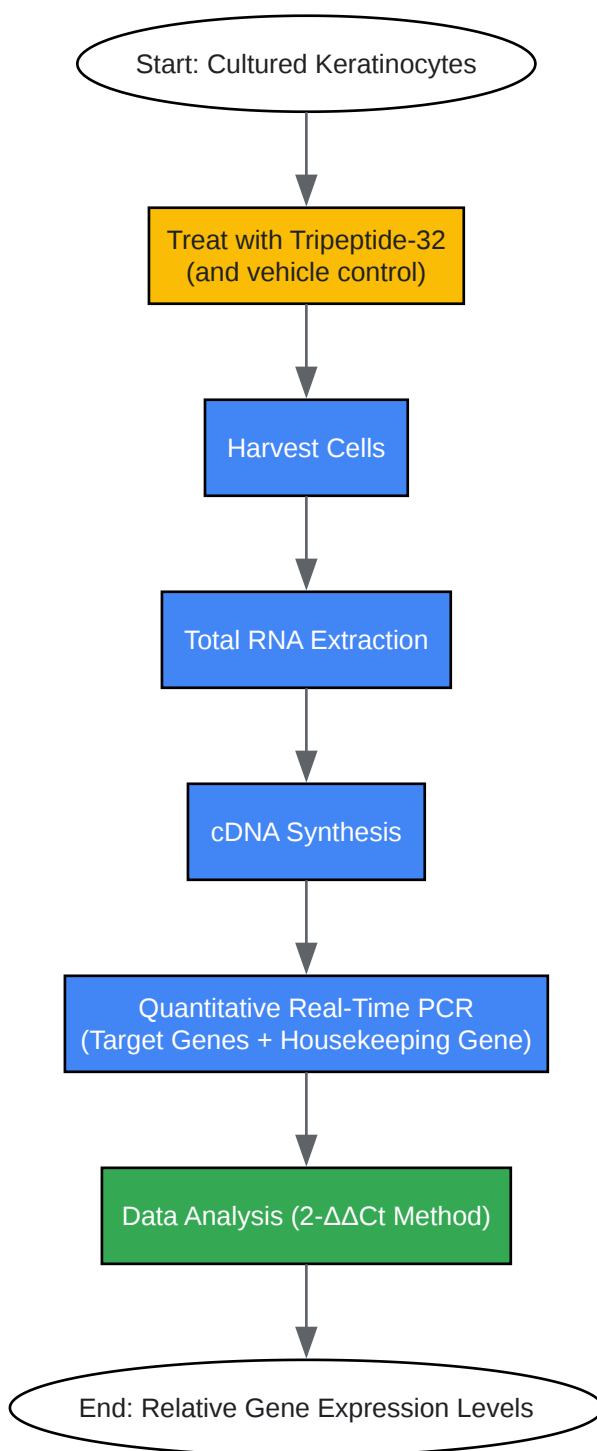 Start: Cultured Keratinocytes
Treat with Tripeptide-32
(and vehicle control)
Harvest Cells
Total RNA Extraction
cDNA Synthesis
Quantitative Real-Time PCR
(Target Genes + Housekeeping Gene)
Data Analysis (2-ΔΔCt Method)
End: Relative Gene Expression Levels